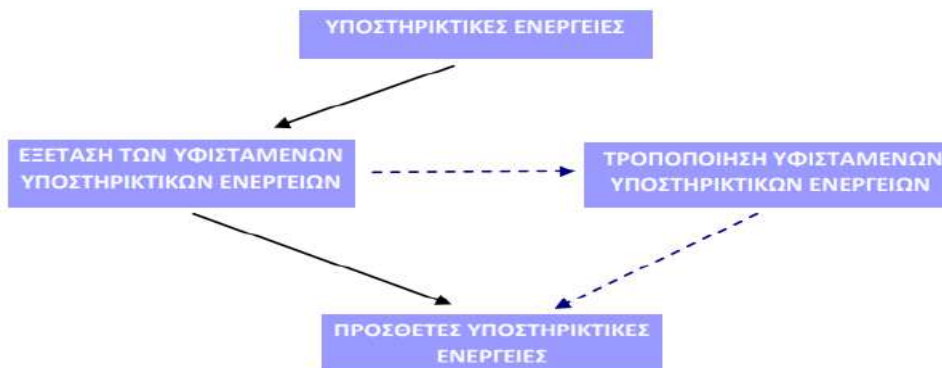 ΥΠΟΣΤΗΡΙΚΤΙΚΕΣ ΕΝΕΡΓΕΙΕΣ
ΕΞΕΤΑΣΗ ΤΩΝ ΥΦΙΣΤΑΜΕΝΩΝ
ΥΠΟΣΤΗΡΙΚΤΙΚΩΝ ΕΝΕΡΓΕΙΩΝ
ΤΡΟΠΟΠΟΙΗΣΗ ΥΦΙΣΤΑΜΕΝΩΝ
ΥΠΟΣΤΗΡΙΚΤΙΚΩΝ ΕΝΕΡΓΕΙΩΝ
ΠΡΟΣΘΕΤΕΣ ΥΠΟΣΤΗΡΙΚΤΙΚΕΣ
ΕΝΕΡΓΕΙΕΣ